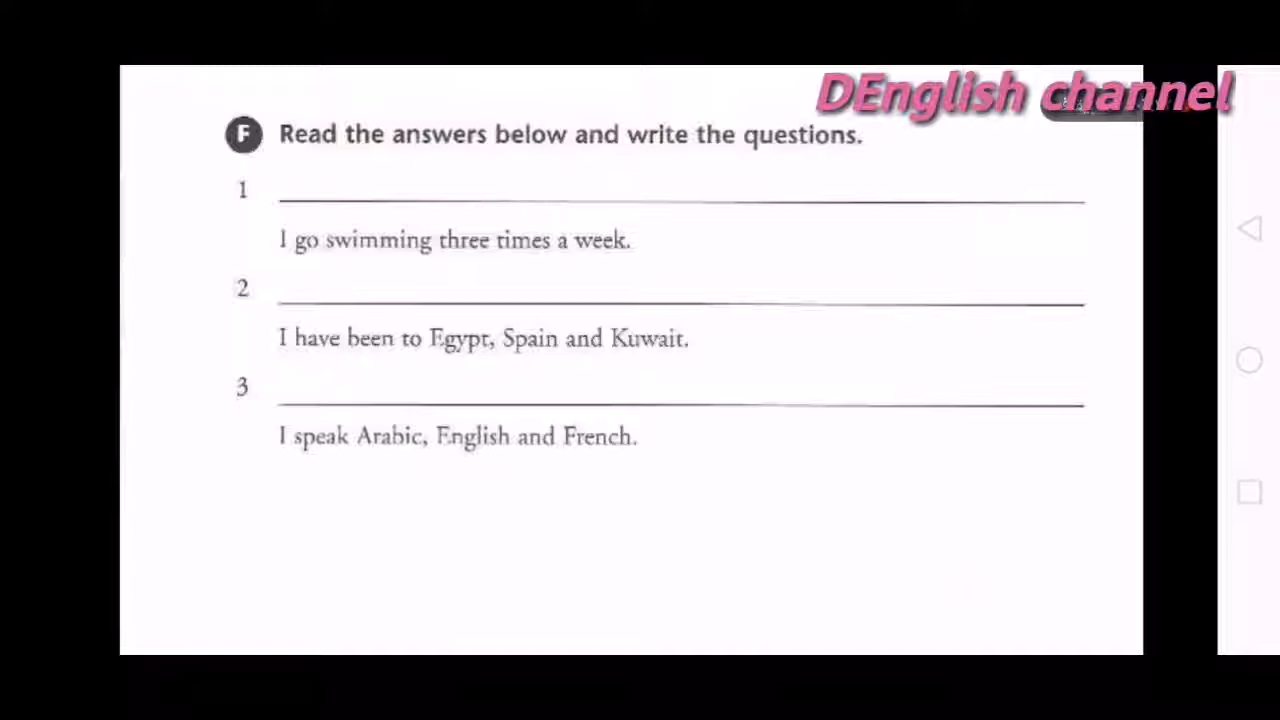 DEnglish channel
F Read the answers below and write the questions.
1
I go swimming three times a week.
2
I have been to Egypt, Spain and Kuwait.
3
I speak Arabic, English and French.